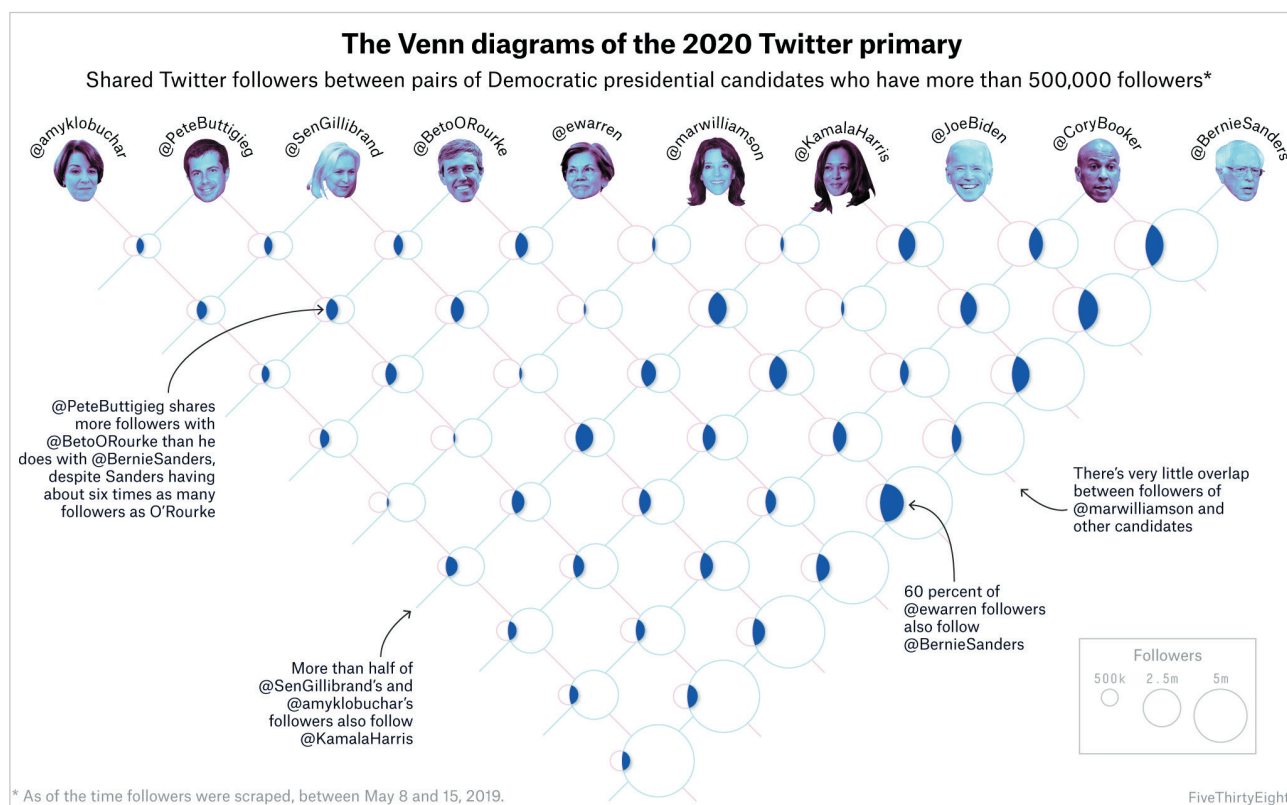 The Venn diagrams of the 2020 Twitter primary
Shared Twitter followers between pairs of Democratic presidential candidates who have more than 500,000 followers*
@amyklobuchar
@PeteButtigieg
@SenGillibrand
@BetoORourke
@ewarren
@marwilliamson
@KamalaHarris
@JoeBiden
@CoryBooker
@BernieSanders
@PeteButtigieg shares
more followers with
@BetoORourke than he
does with @BernieSanders,
despite Sanders having
about six times as many
followers as O'Rourke
There's very little overlap
between followers of
@marwilliamson and
other candidates
60 percent of
@ewarren followers
also follow
@BernieSanders
More than half of
@SenGillibrand's and
@amyklobuchar's
followers also follow
@KamalaHarris
Followers
500k 2.5m 5m
* As of the time followers were scraped, between May 8 and 15, 2019.
FiveThirtyEight